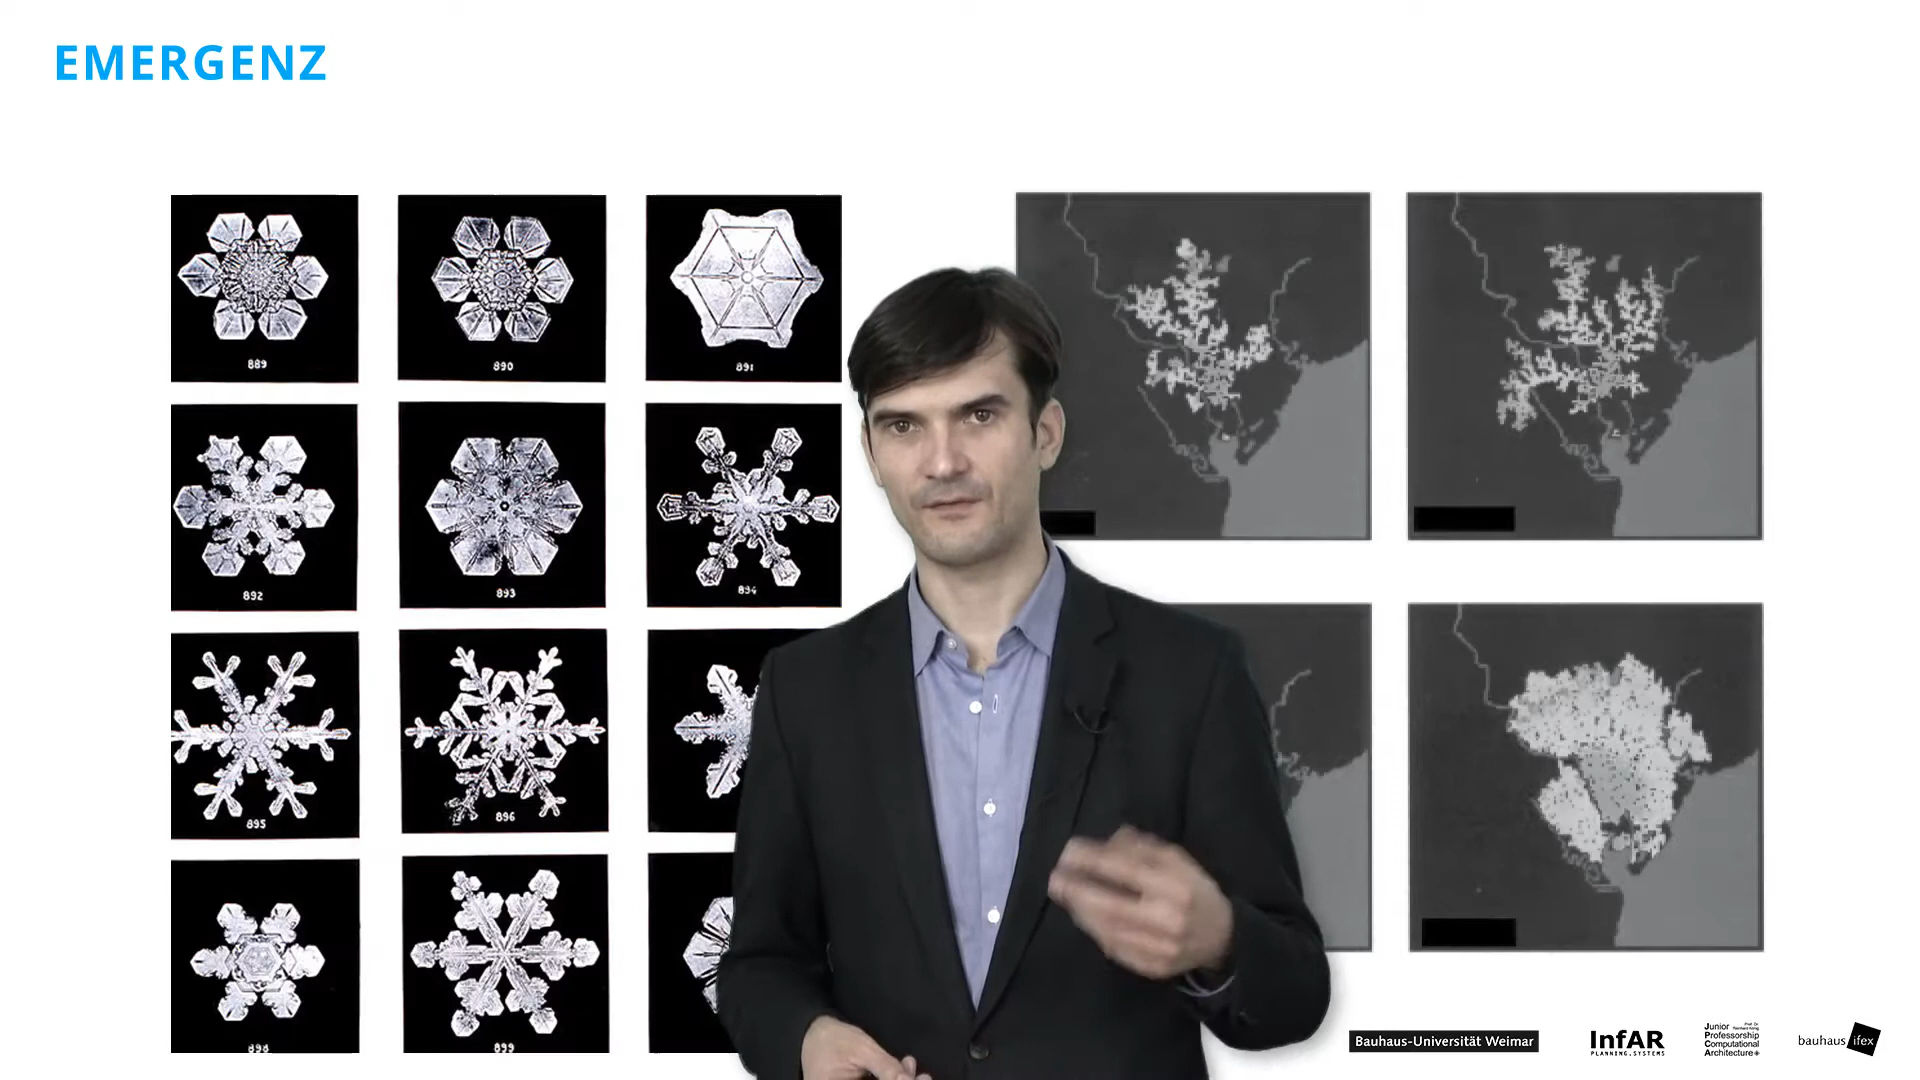 EMERGENZ
889
890
891
892
893
894
895
896
898
899
Bauhaus-Universität Weimar
InfAR
PLANNING.SYSTEMS
Junior
Professorship
Computational
Architecture
bauhaus ifex